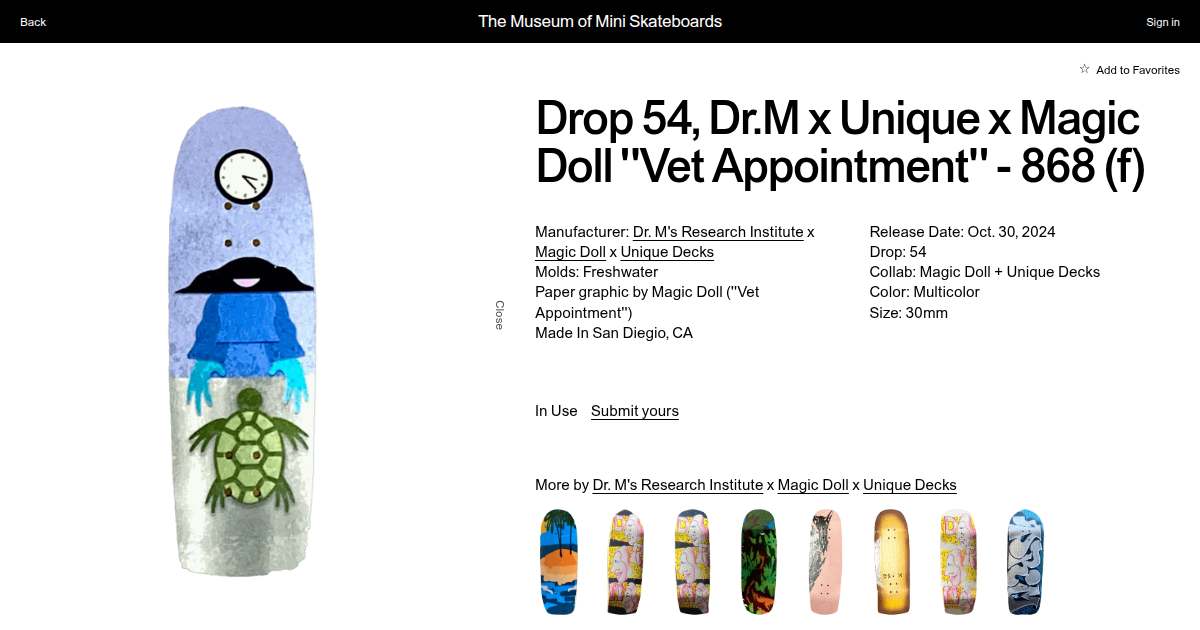 Back
The Museum of Mini Skateboards
Sign in
☆ Add to Favorites
Drop 54, Dr.M x Unique x Magic
Doll "Vet Appointment" - 868 (f)
Manufacturer: Dr. M's Research Institute x
Magic Doll x Unique Decks
Molds: Freshwater
Paper graphic by Magic Doll ("Vet
Appointment")
Made In San Diegio, CA
Release Date: Oct. 30, 2024
Drop: 54
Collab: Magic Doll + Unique Decks
Color: Multicolor
Size: 30mm
Close
In Use Submit yours
More by Dr. M's Research Institute x Magic Doll x Unique Decks